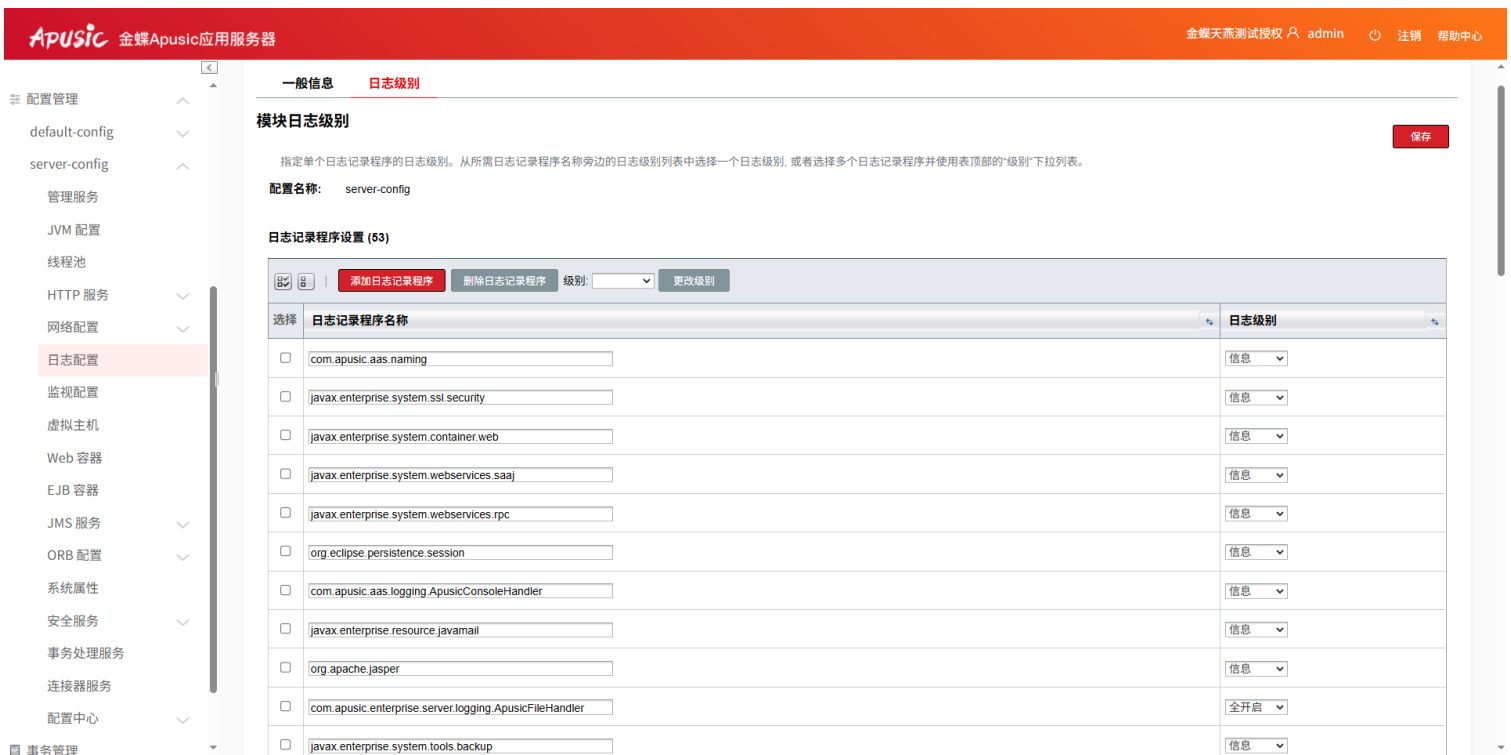 Apusic 金蝶Apusic应用服务器
金蝶天燕测试授权 admin 注销 帮助中心
配置管理
default-config
server-config
管理服务
JVM 配置
线程池
HTTP 服务
网络配置
日志配置
监视配置
虚拟主机
Web 容器
EJB 容器
JMS 服务
ORB 配置
系统属性
安全服务
事务处理服务
连接器服务
配置中心
事务管理
一般信息 日志级别
模块日志级别
保存
指定单个日志记录程序的日志级别。从所需日志记录程序名称旁边的日志级别列表中选择一个日志级别, 或者选择多个日志记录程序并使用表顶部的“级别”下拉列表。
配置名称: server-config
日志记录程序设置 (53)
添加日志记录程序 删除日志记录程序 级别: 更改级别
选择 日志记录程序名称 日志级别
com.apusic.aas.naming 信息
javax.enterprise.system.ssl.security 信息
javax.enterprise.system.container.web 信息
javax.enterprise.system.webservices.saaj 信息
javax.enterprise.system.webservices.rpc 信息
org.eclipse.persistence.session 信息
com.apusic.aas.logging.ApusicConsoleHandler 信息
javax.enterprise.resource.javamail 信息
org.apache.jasper 信息
com.apusic.enterprise.server.logging.ApusicFileHandler 全开启
javax.enterprise.system.tools.backup 信息